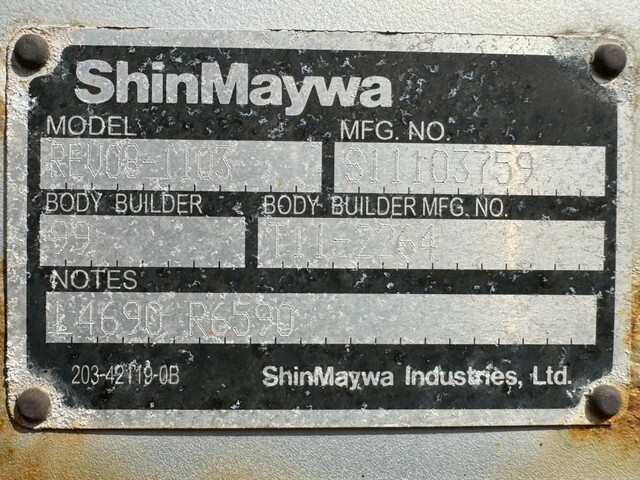 ShinMaywa
MODEL MFG. NO.
REV08-1103 S11103759
BODY BUILDER BODY BUILDER MFG. NO.
99 T11-2264
NOTES
L4690 R6590
203-42119-0B ShinMaywa Industries, Ltd.